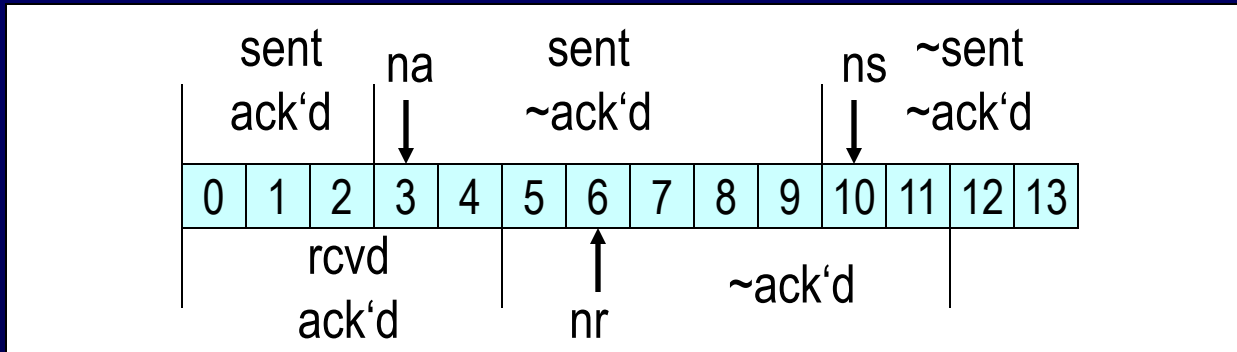 sent
ack‘d
na
sent
~ack‘d
ns
~sent
~ack‘d
0 1 2 3 4 5 6 7 8 9 10 11 12 13
rcvd
ack‘d
nr
~ack‘d